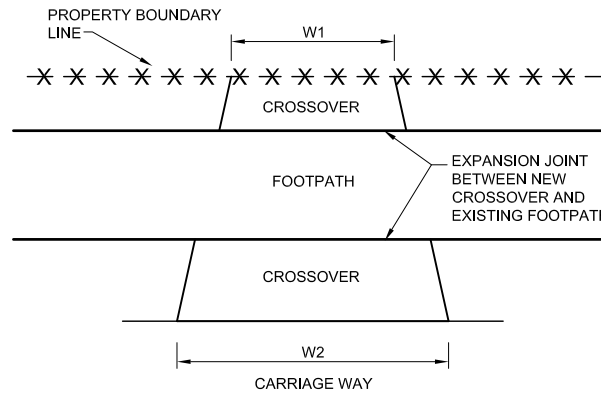 PROPERTY BOUNDARY
LINE
W1
CROSSOVER
FOOTPATH
EXPANSION JOINT
BETWEEN NEW
CROSSOVER AND
EXISTING FOOTPATH
CROSSOVER
W2
CARRIAGE WAY